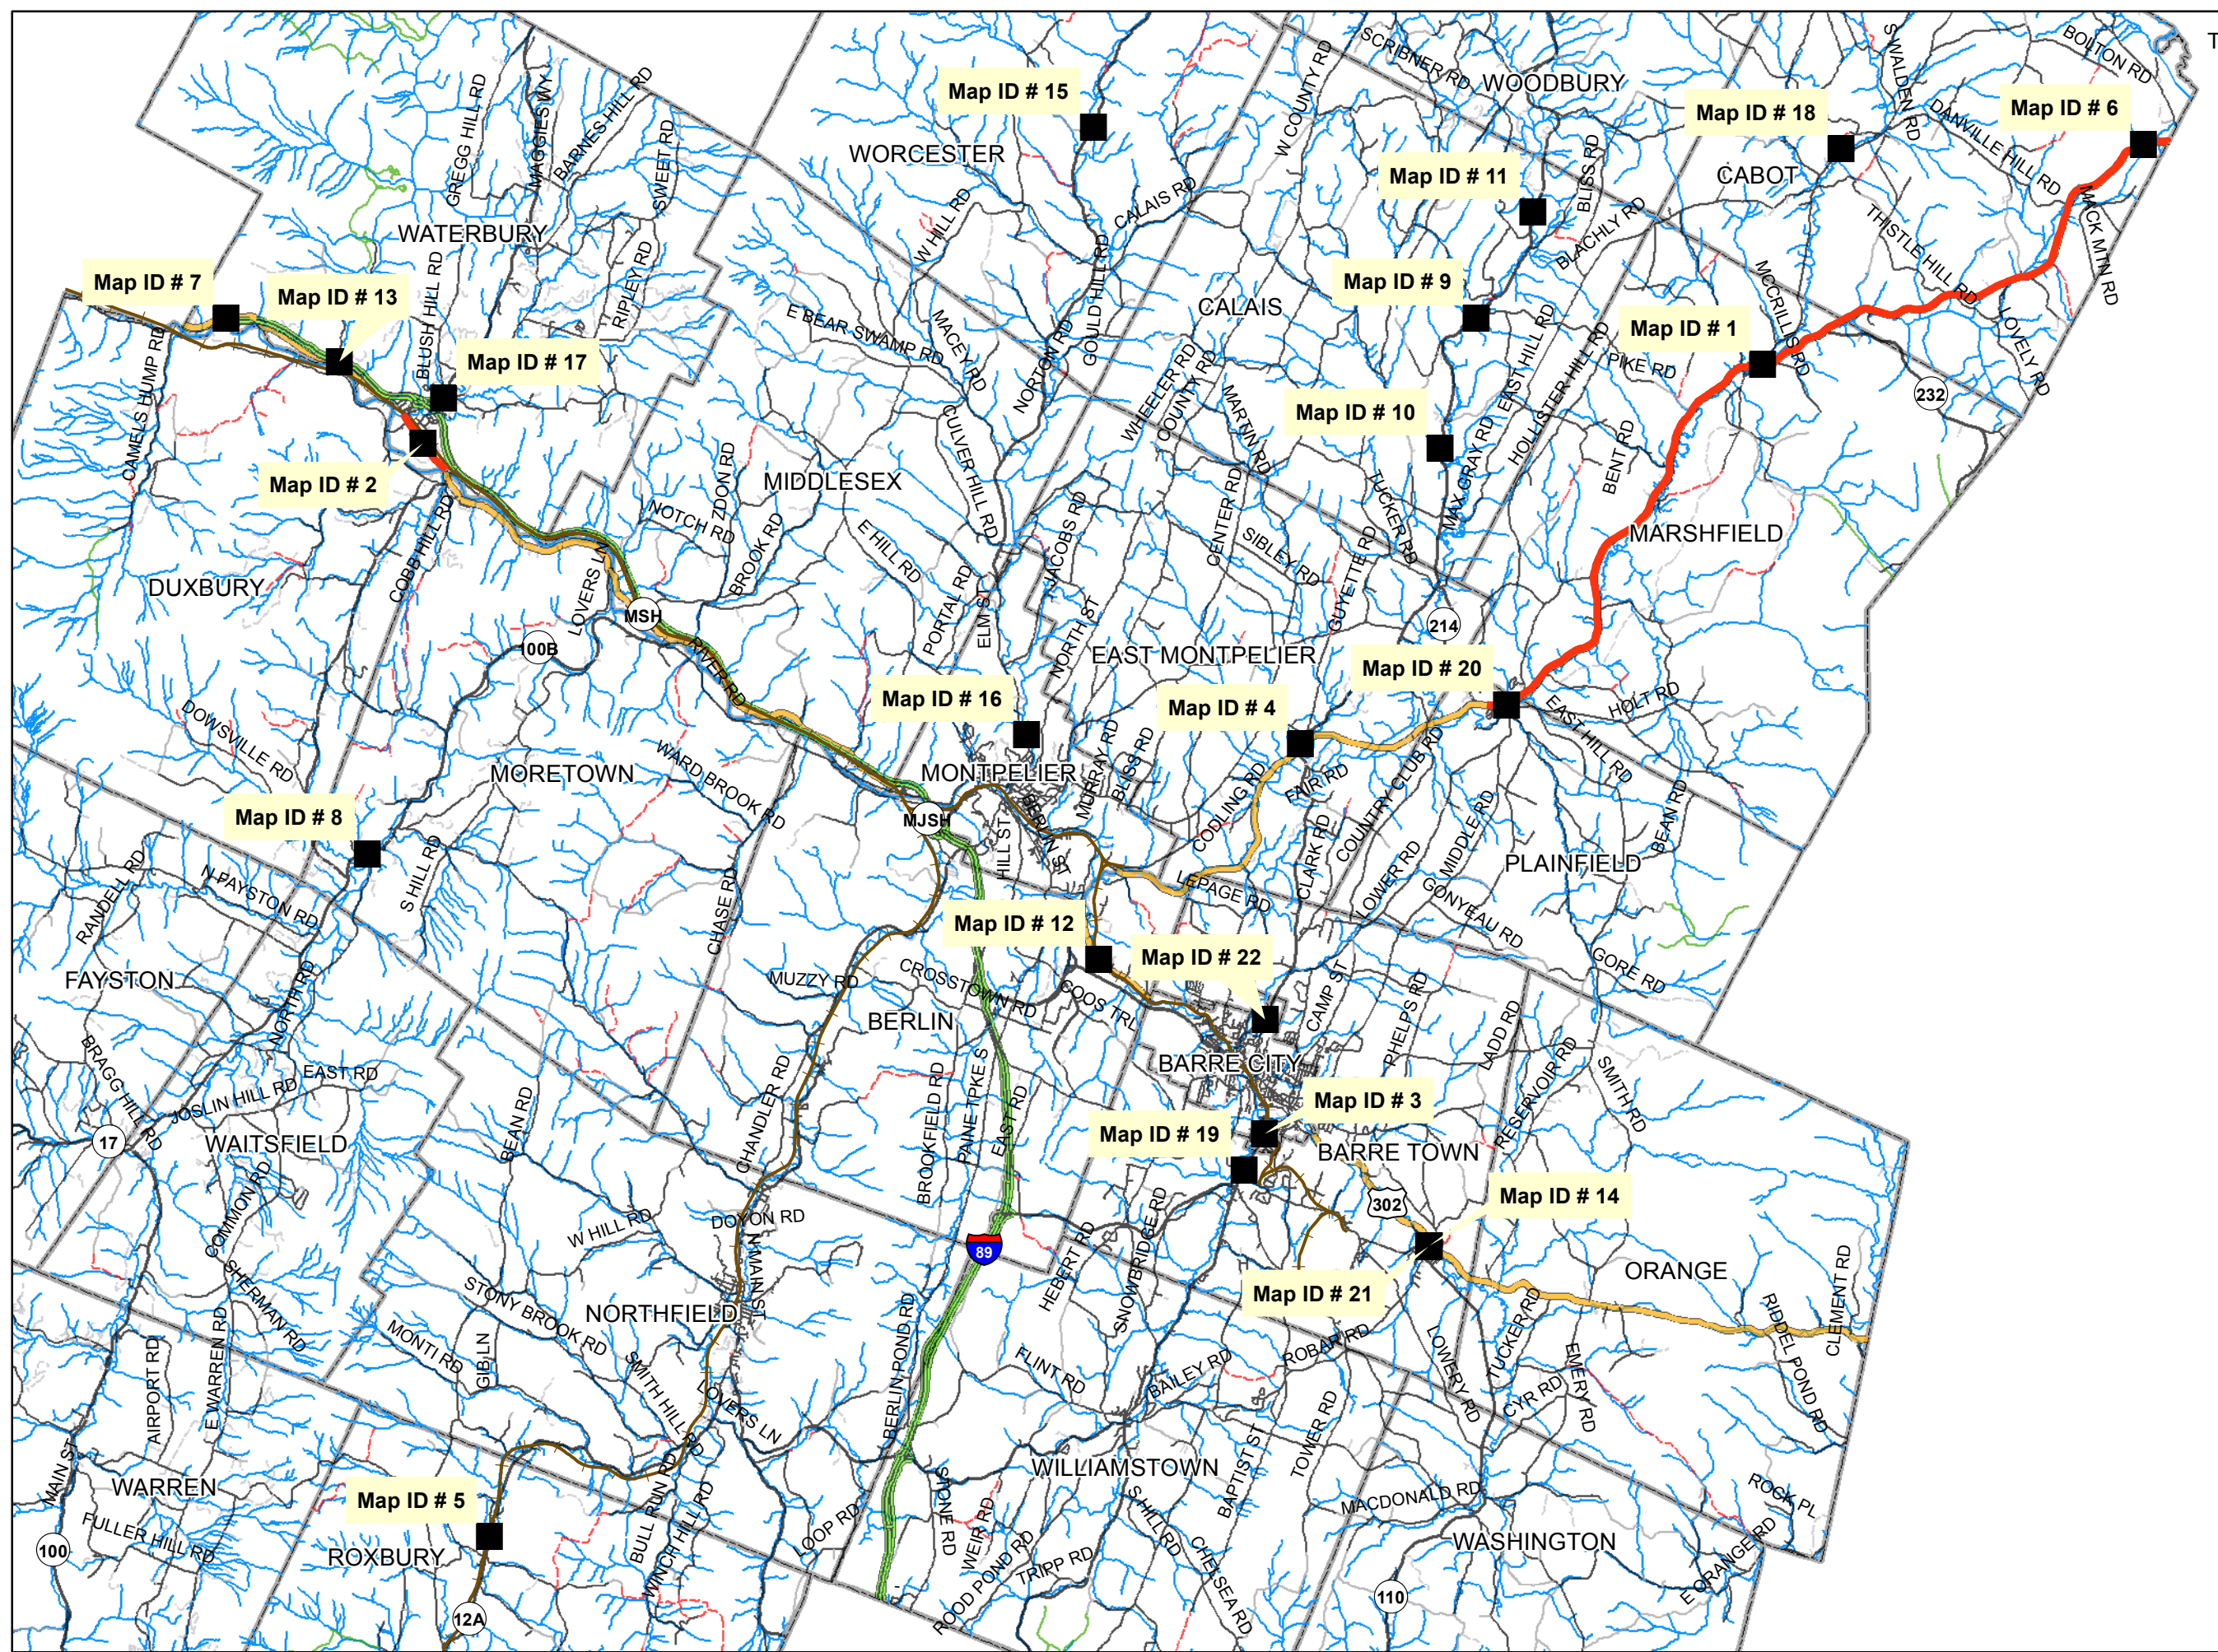 T
BOLTON RD
S WALDEN RD
SCRIBNER RD
W COUNTY RD
WOODBURY
Map ID # 15
Map ID # 18
Map ID # 6
DANVILLE HILL RD
GREGG HILL RD
MAGGIES WY
BARNES HILL RD
SWEET RD
WORCESTER
Map ID # 11
BLISS RD
CABOT
MACK MTN RD
WATERBURY
W HILL RD
CALAIS RD
BLACHLY RD
THISTLE HILL RD
Map ID # 7
Map ID # 13
BLUSH HILL RD
RIPLEY RD
GOULD HILL RD
Map ID # 9
CALAIS
MCCRILLIS RD
LOVELY RD
Map ID # 1
E BEAR SWAMP RD
MACEY RD
NORTON RD
EAST HILL RD
HOLLISTER HILL RD
PIKE RD
232
CAMELS HUMP RD
Map ID # 17
WHEELER RD
COUNTY RD
MARTIN RD
Map ID # 10
MAX GRAY RD
BENT RD
Map ID # 2
MIDDLESEX
CULVER HILL RD
CENTER RD
TUCKER RD
NOTCH RD
ZDON RD
BROOK RD
E HILL RD
JACOBS RD
SIBLEY RD
GUYETTE RD
MARSHFIELD
DUXBURY
COBB HILL RD
LOVERS LN
MSH
PORTAL RD
ELM ST
NORTH ST
214
100B
RIVER RD
EAST MONTPELIER
Map ID # 20
Map ID # 16
Map ID # 4
EAST HILL RD
HOLT RD
DOWSVILLE RD
MORETOWN
WARD BROOK RD
MONTPELIER
MURRAY RD
BLISS RD
CODLING RD
FAIR RD
COUNTRY CLUB RD
MIDDLE RD
BEAN RD
Map ID # 8
MJSH
HILL ST
BERLIN ST
CLARK RD
LOWER RD
PLAINFIELD
RANDELL RD
N FAYSTON RD
S HILL RD
CHASE RD
LEPAGE RD
GONYEAU RD
Map ID # 12
Map ID # 22
GORE RD
FAYSTON
NORTH RD
MUZZY RD
CROSSTOWN RD
COOS TRL
CAMP ST
PHELPS RD
LADD RD
BERLIN
BARRE CITY
RESERVOIR RD
SMITH RD
BRAGG HILL RD
JOSLIN HILL RD
EAST RD
BEAN RD
CHANDLER RD
BROOKFIELD RD
PAINE TPKE S
EAST RD
Map ID # 3
Map ID # 19
17
WAITSFIELD
BARRE TOWN
COMMON RD
W HILL RD
DOYON RD
N MAIN ST
HEBERT RD
SNOWBRIDGE RD
302
Map ID # 14
89
SHERMAN RD
ORANGE
Map ID # 21
CLEMENT RD
STONY BROOK RD
NORTHFIELD
BERLIN POND RD
TUCKER RD
RIDDEL POND RD
AIRPORT RD
E WARREN RD
MONTI RD
GIB LN
SMITH HILL RD
LOVERS LN
FLINT RD
BAILEY RD
ROBAR RD
LOWERY RD
EMERY RD
CYR RD
MAIN ST
WARREN
Map ID # 5
BULL RUN RD
WINCH HILL RD
WILLIAMSTOWN
STONE RD
WEIR RD
S HILL RD
BAPTIST ST
TOWER RD
MACDONALD RD
ROCK PL
FULLER HILL RD
100
ROXBURY
LOOP RD
ROOD POND RD
TRIPP RD
CHELSEA RD
WASHINGTON
E ORANGE RD
110
12A